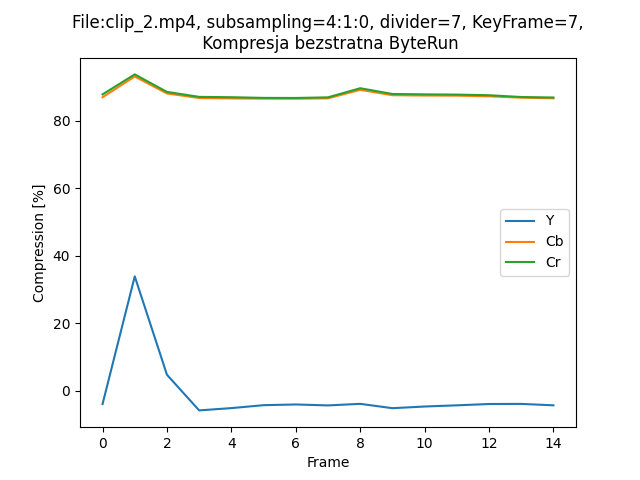 File:clip_2.mp4, subsampling=4:1:0, divider=7, KeyFrame=7,
Kompresja bezstratna ByteRun
Compression [%]
80
60
40
20
0
Y
Cb
Cr
0 2 4 6 8 10 12 14
Frame